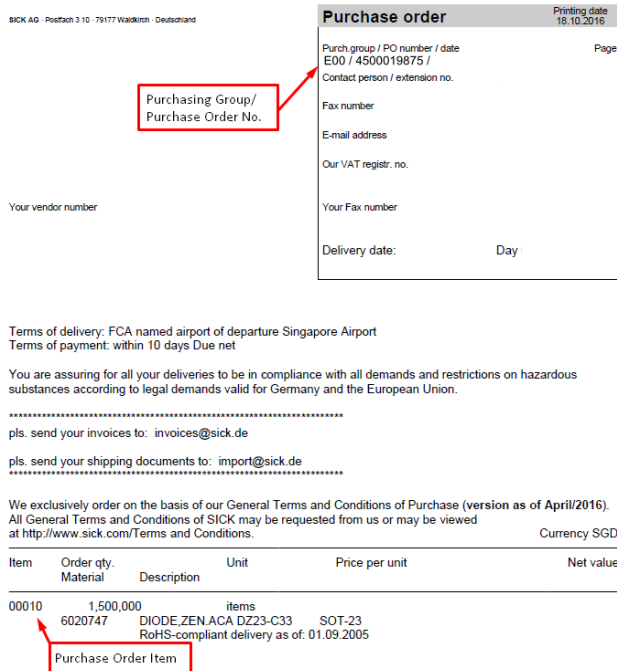 SICK AG · Postfach 3 10 · 79177 Waldkirch · Deutschland
Purchase order
Printing date
18.10.2016
Purch.group / PO number / date
Page
E00 / 4500019875 /
Contact person / extension no.
Purchasing Group/
Purchase Order No.
Fax number
E-mail address
Our VAT registr. no.
Your vendor number
Your Fax number
Delivery date:
Day
Terms of delivery: FCA named airport of departure Singapore Airport
Terms of payment: within 10 days Due net
You are assuring for all your deliveries to be in compliance with all demands and restrictions on hazardous
substances according to legal demands valid for Germany and the European Union.
************************************************************************
pls. send your invoices to: invoices@sick.de
pls. send your shipping documents to: import@sick.de
************************************************************************
We exclusively order on the basis of our General Terms and Conditions of Purchase (version as of April/2016).
All General Terms and Conditions of SICK may be requested from us or may be viewed
at http://www.sick.com/Terms and Conditions.
Currency SGD
Item Order qty. Unit Price per unit Net value
Material Description
00010 1,500,000 items
6020747 DIODE,ZEN.ACA DZ23-C33 SOT-23
RoHS-compliant delivery as of: 01.09.2005
Purchase Order Item